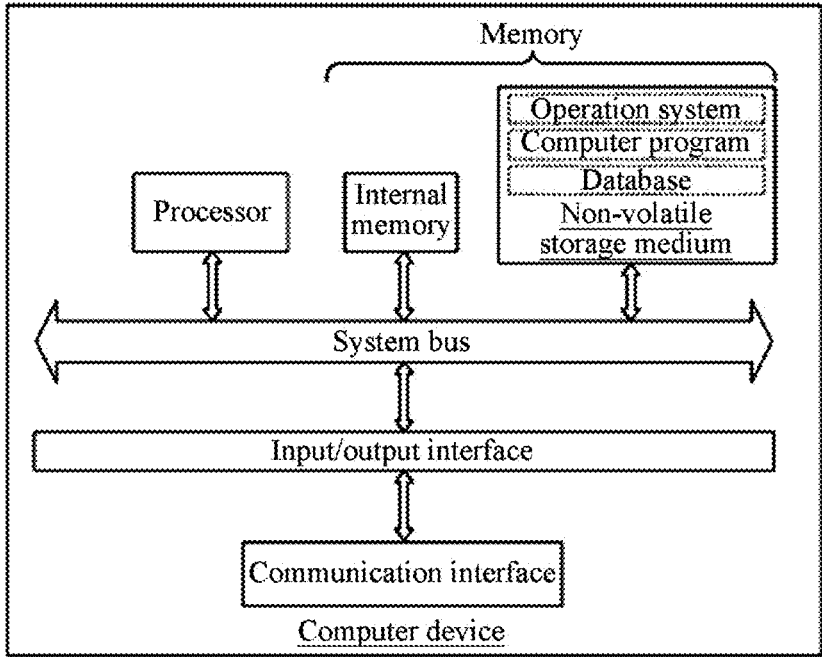 Memory
Operation system
Computer program
Database
Non-volatile
storage medium
Processor
Internal
memory
System bus
Input/output interface
Communication interface
Computer device